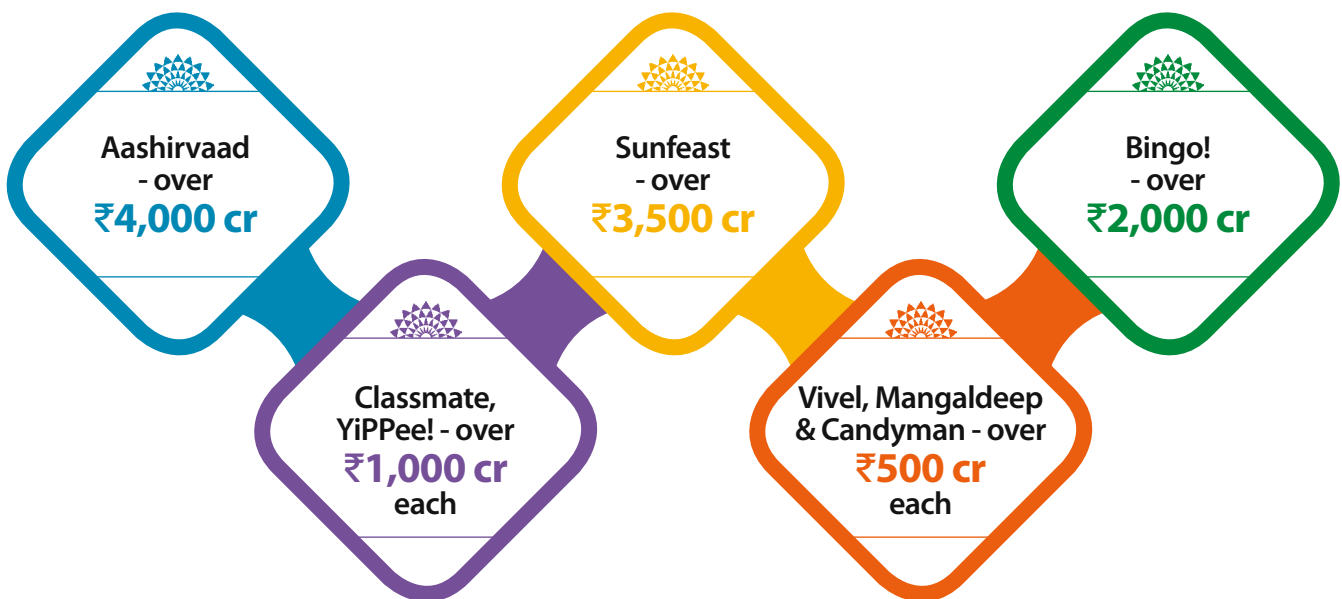 Aashirvaad
- over
₹4,000 cr
Sunfeast
- over
₹3,500 cr
Bingo!
- over
₹2,000 cr
Classmate,
YiPPee! - over
₹1,000 cr
each
Vivel, Mangaldeep
& Candyman - over
₹500 cr
each